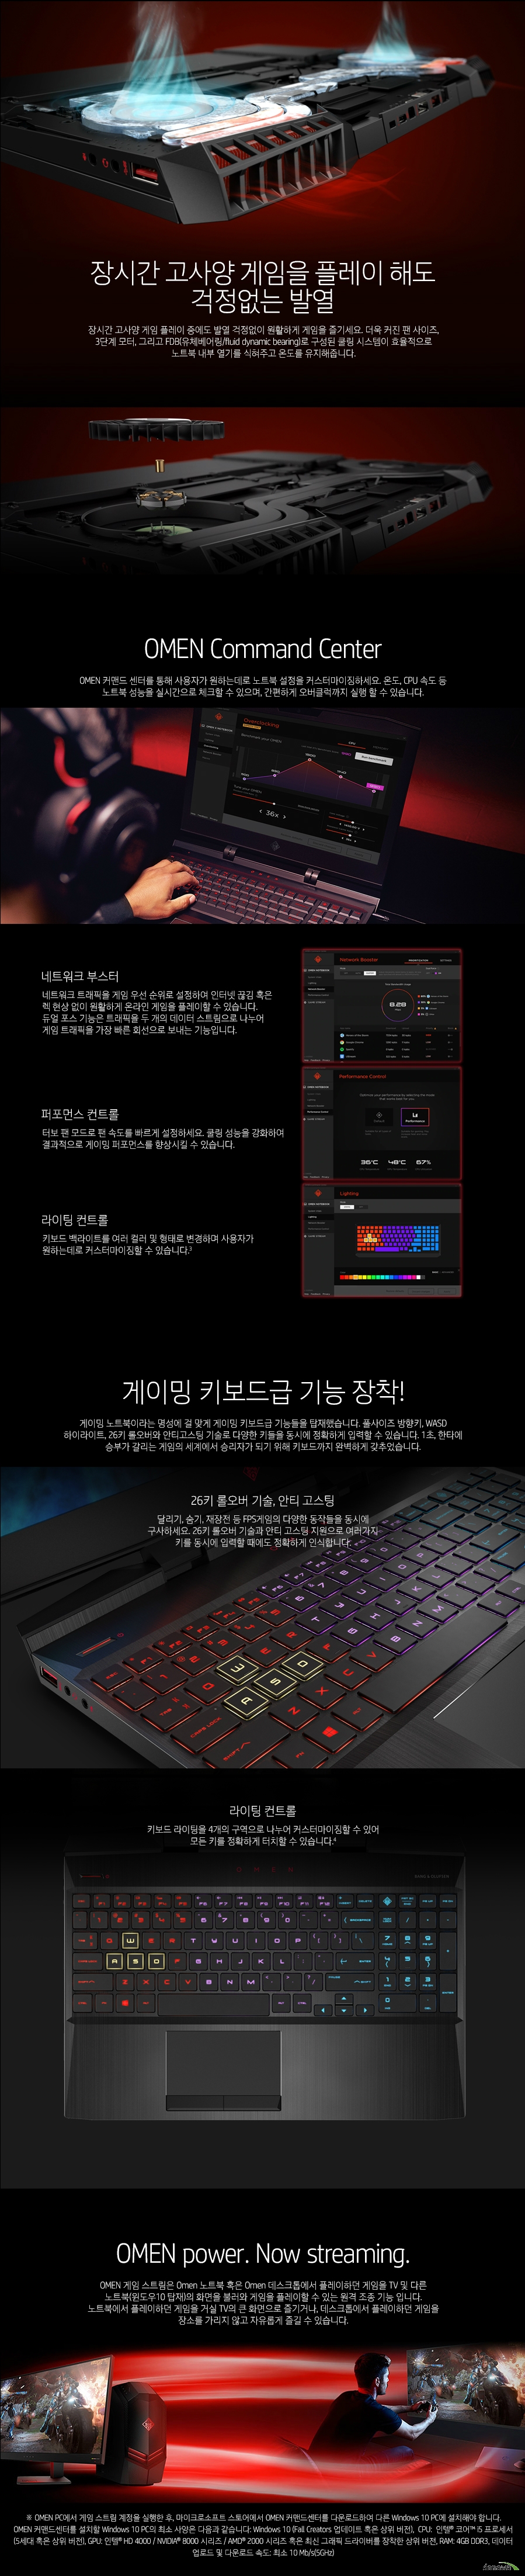 장시간 고사양 게임을 플레이 해도
걱정없는 발열
장시간 고사양 게임 플레이 중에도 발열 걱정없이 원활하게 게임을 즐기세요. 더욱 커진 팬 사이즈,
3단계 모터, 그리고 FDB(유체베어링/fluid dynamic bearing)로 구성된 쿨링 시스템이 효율적으로
노트북 내부 열기를 식혀주고 온도를 유지해줍니다.
OMEN Command Center
OMEN 커맨드 센터를 통해 사용자가 원하는데로 노트북 설정을 커스터마이징하세요. 온도, CPU 속도 등
노트북 성능을 실시간으로 체크할 수 있으며, 간편하게 오버클럭까지 실행 할 수 있습니다.
Overclocking
36x
네트워크 부스터
네트워크 트래픽을 게임 우선 순위로 설정하여 인터넷 끊김 혹은
렉 현상 없이 원활하게 온라인 게임을 플레이할 수 있습니다.
듀얼 포스 기능은 트래픽을 두 개의 데이터 스트림으로 나누어
게임 트래픽을 가장 빠른 회선으로 보내는 기능입니다.
Network Booster
8.28
퍼포먼스 컨트롤
터보 팬 모드로 팬 속도를 빠르게 설정하세요. 쿨링 성능을 강화하여
결과적으로 게이밍 퍼포먼스를 향상시킬 수 있습니다.
Performance Control
Performance
36°C 48°C 67%
라이팅 컨트롤
키보드 백라이트를 여러 컬러 및 형태로 변경하며 사용자가
원하는데로 커스터마이징할 수 있습니다.³
Lighting
게이밍 키보드급 기능 장착!
게이밍 노트북이라는 명성에 걸 맞게 게이밍 키보드급 기능들을 탑재했습니다. 풀사이즈 방향키, WASD
하이라이트, 26키 롤오버와 안티고스팅 기술로 다양한 키들을 동시에 정확하게 입력할 수 있습니다. 1초, 한타에
승부가 갈리는 게임의 세계에서 승리자가 되기 위해 키보드까지 완벽하게 갖추었습니다.
26키 롤오버 기술, 안티 고스팅
달리기, 숨기, 재장전 등 FPS게임의 다양한 동작들을 동시에
구사하세요. 26키 롤오버 기술과 안티 고스팅 지원으로 여러가지
키를 동시에 입력할 때에도 정확하게 인식합니다.
라이팅 컨트롤
키보드 라이팅을 4개의 구역으로 나누어 커스터마이징할 수 있어
모든 키를 정확하게 터치할 수 있습니다.⁴
OMEN
OMEN power. Now streaming.
OMEN 게임 스트림은 Omen 노트북 혹은 Omen 데스크톱에서 플레이하던 게임을 TV 및 다른
노트북(윈도우10 탑재)의 화면을 불러와 게임을 플레이할 수 있는 원격 조종 기능 입니다.
노트북에서 플레이하던 게임을 거실 TV의 큰 화면으로 즐기거나, 데스크톱에서 플레이하던 게임을
장소를 가리지 않고 자유롭게 즐길 수 있습니다.
※ OMEN PC에서 게임 스트림 계정을 실행한 후, 마이크로소프트 스토어에서 OMEN 커맨드센터를 다운로드하여 다른 Windows 10 PC에 설치해야 합니다.
OMEN 커맨드센터를 설치할 Windows 10 PC의 최소 사양은 다음과 같습니다: Windows 10 (Fall Creators 업데이트 혹은 상위 버전), CPU: 인텔® 코어™ i5 프로세서
(5세대 혹은 상위 버전), GPU: 인텔® HD 4000 / NVIDIA® 8000 시리즈 / AMD® 2000 시리즈 혹은 최신 그래픽 드라이버를 장착한 상위 버전, RAM: 4GB DDR3, 데이터
업로드 및 다운로드 속도: 최소 10 Mb/s(5GHz)